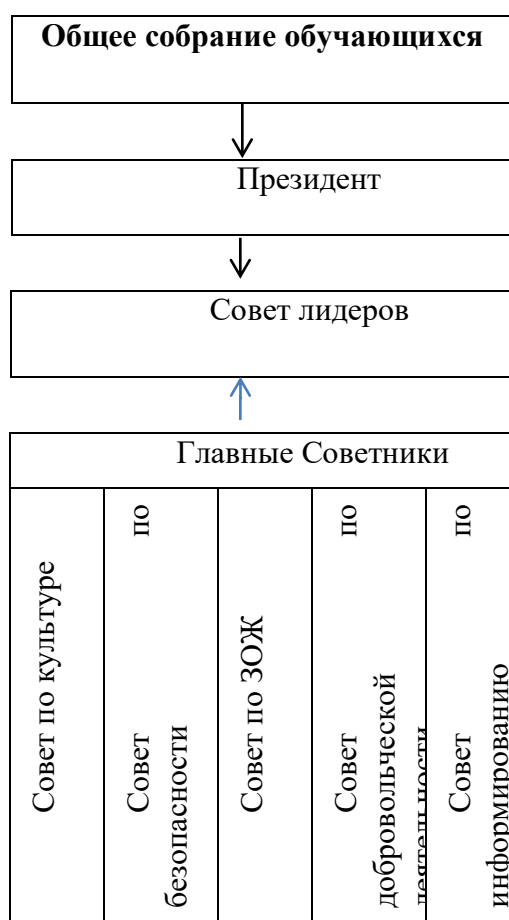 Общее собрание обучающихся
Президент
Совет лидеров
Главные Советники
Совет по культуре
Совет по
безопасности
Совет по ЗОЖ
Совет по
добровольческой
деятельности
Совет по
информированию